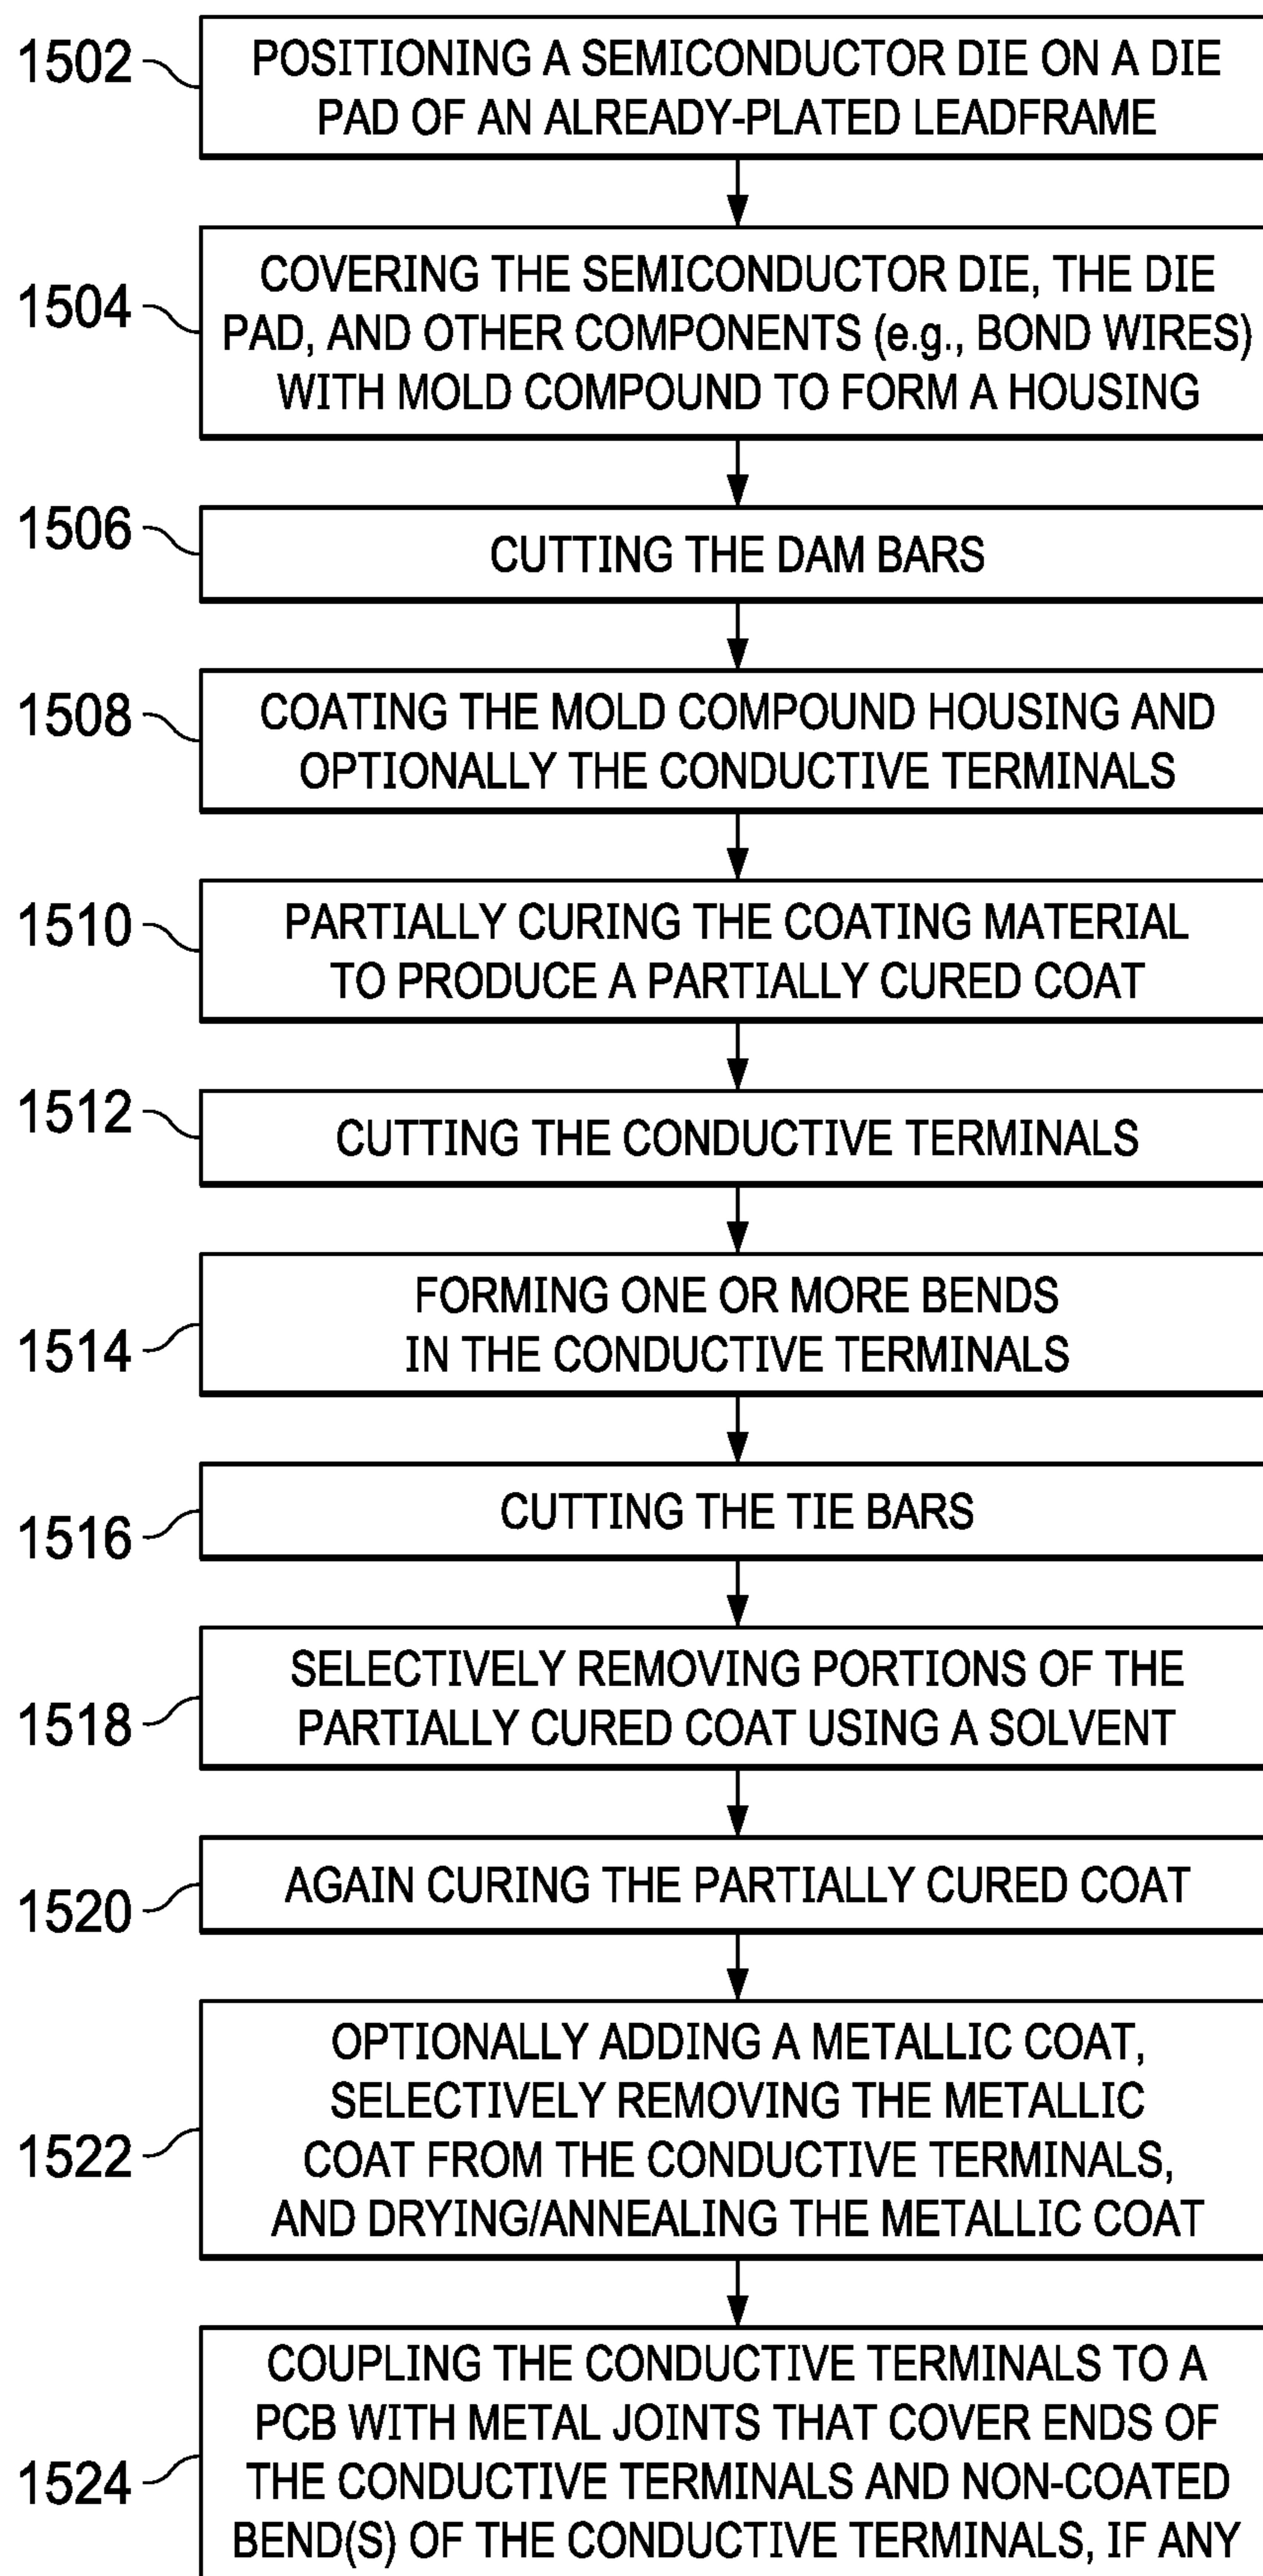 1502
POSITIONING A SEMICONDUCTOR DIE ON A DIE
PAD OF AN ALREADY-PLATED LEADFRAME
1504
COVERING THE SEMICONDUCTOR DIE, THE DIE
PAD, AND OTHER COMPONENTS (e.g., BOND WIRES)
WITH MOLD COMPOUND TO FORM A HOUSING
1506
CUTTING THE DAM BARS
1508
COATING THE MOLD COMPOUND HOUSING AND
OPTIONALLY THE CONDUCTIVE TERMINALS
1510
PARTIALLY CURING THE COATING MATERIAL
TO PRODUCE A PARTIALLY CURED COAT
1512
CUTTING THE CONDUCTIVE TERMINALS
1514
FORMING ONE OR MORE BENDS
IN THE CONDUCTIVE TERMINALS
1516
CUTTING THE TIE BARS
1518
SELECTIVELY REMOVING PORTIONS OF THE
PARTIALLY CURED COAT USING A SOLVENT
1520
AGAIN CURING THE PARTIALLY CURED COAT
1522
OPTIONALLY ADDING A METALLIC COAT,
SELECTIVELY REMOVING THE METALLIC
COAT FROM THE CONDUCTIVE TERMINALS,
AND DRYING/ANNEALING THE METALLIC COAT
1524
COUPLING THE CONDUCTIVE TERMINALS TO A
PCB WITH METAL JOINTS THAT COVER ENDS OF
THE CONDUCTIVE TERMINALS AND NON-COATED
BEND(S) OF THE CONDUCTIVE TERMINALS, IF ANY